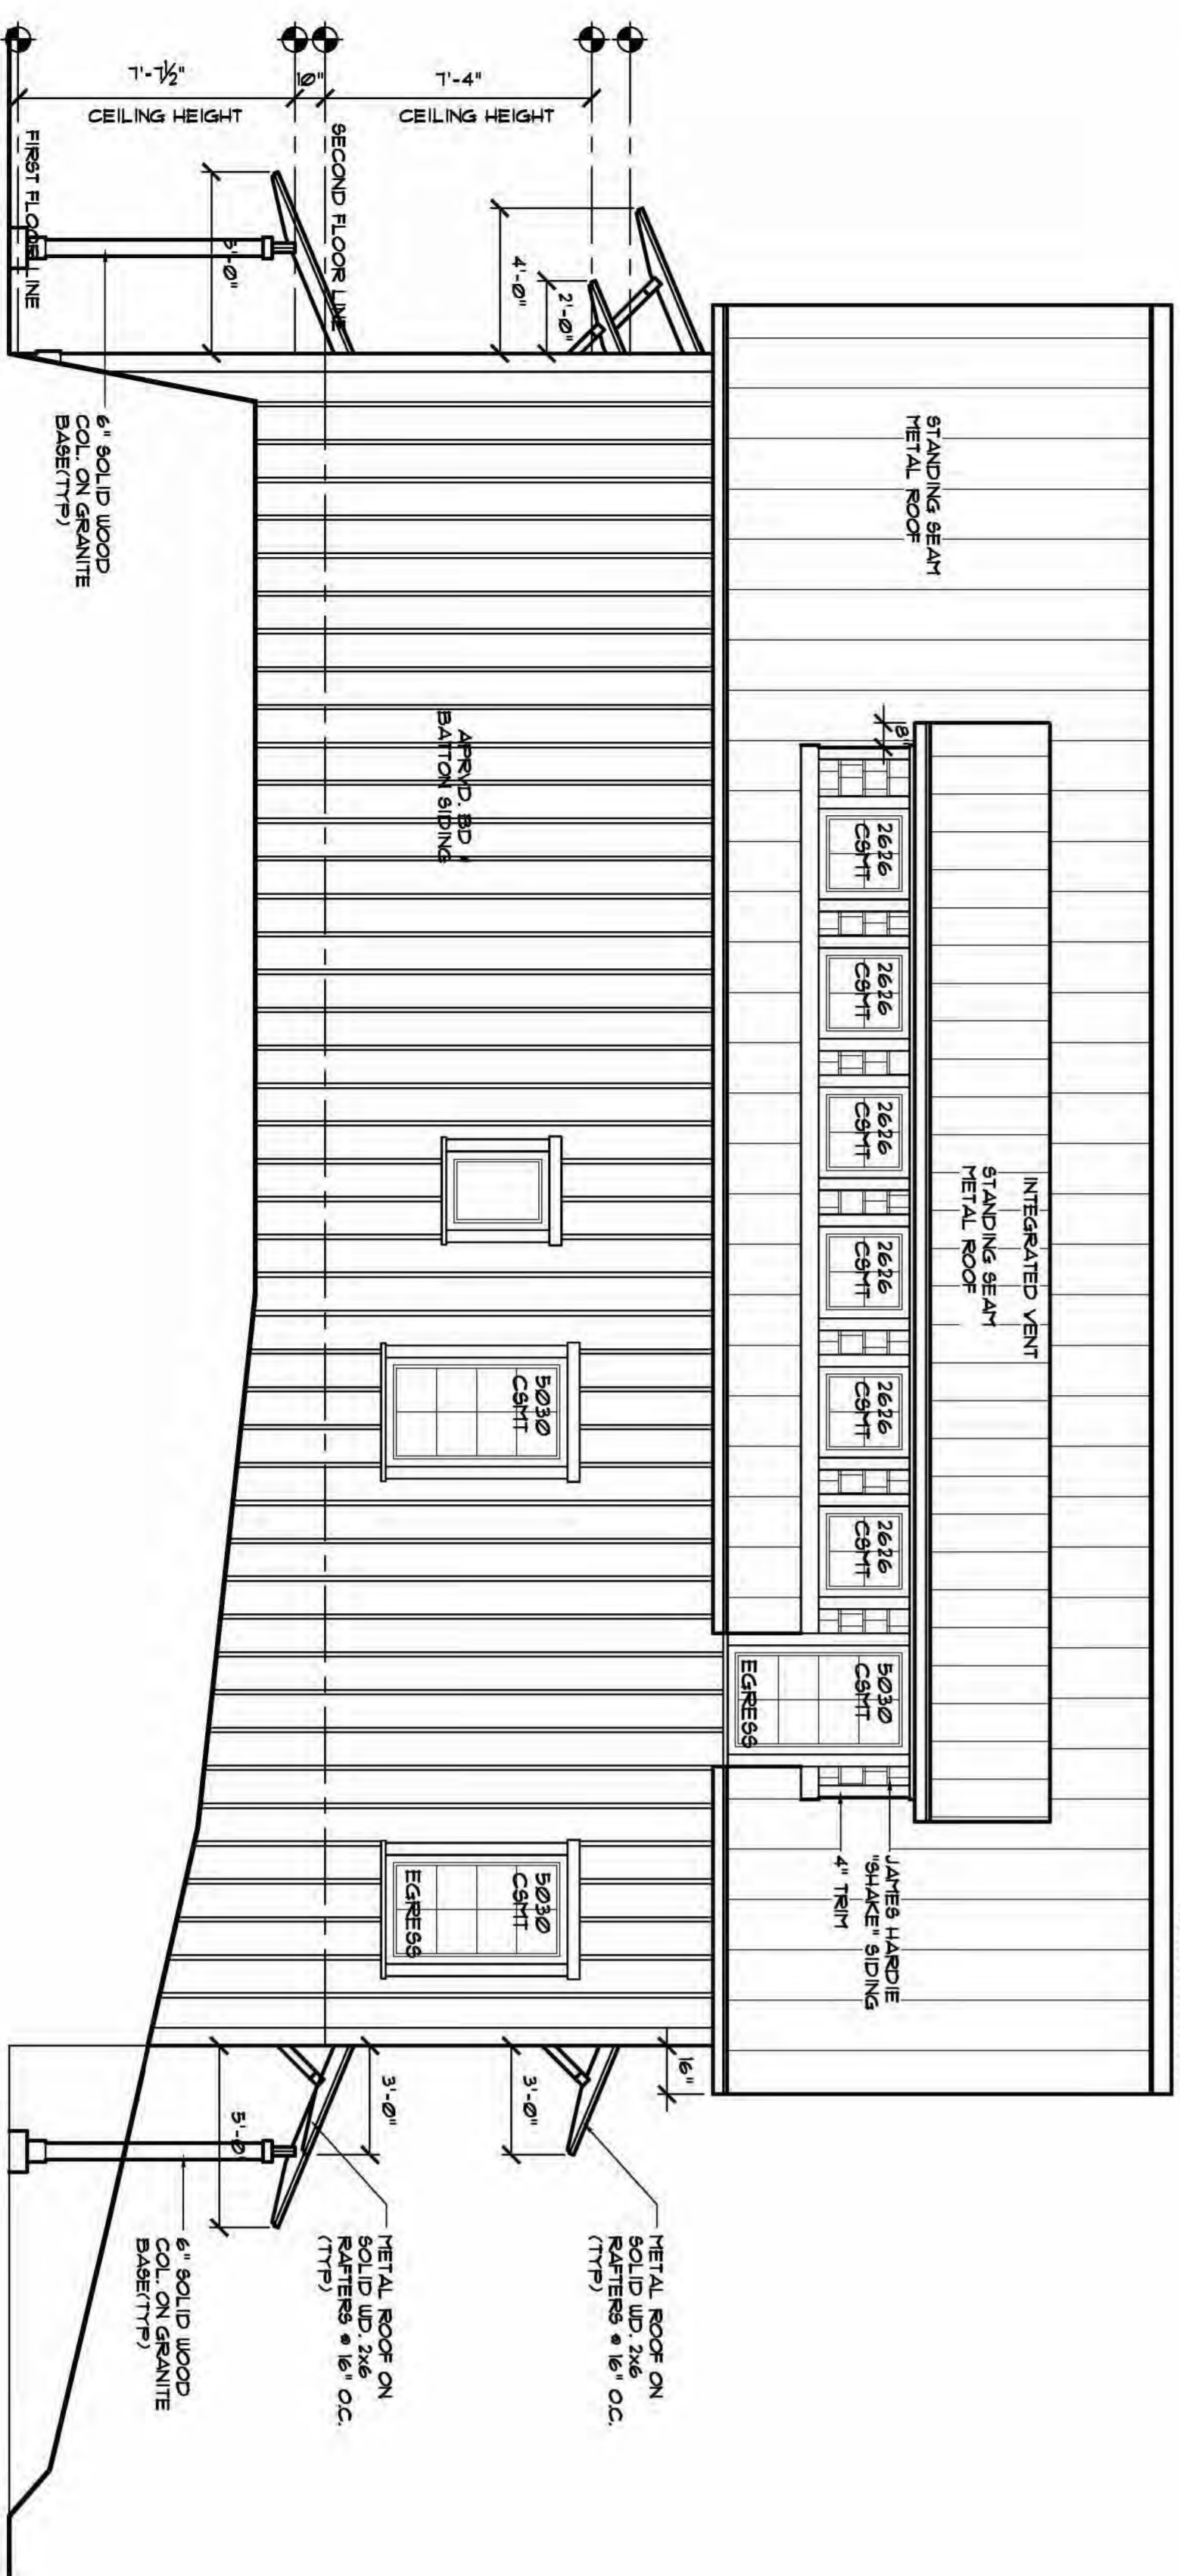 STANDING SEAM
METAL ROOF
INTEGRATED VENT
STANDING SEAM
METAL ROOF
18"
2626
CSMT
2626
CSMT
2626
CSMT
2626
CSMT
2626
CSMT
2626
CSMT
5030
CSMT
EGRESS
JAMES HARDIE
"SHAKE" SIDING
4" TRIM
16"
METAL ROOF ON
SOLID WD. 2x6
RAFTERS @ 16" O.C.
(TYP)
7'-4"
CEILING HEIGHT
4'-0"
2'-0"
APRVD. BD
BATTON SIDING
5030
CSMT
5030
CSMT
EGRESS
3'-0"
3'-0"
METAL ROOF ON
SOLID WD. 2x6
RAFTERS @ 16" O.C.
(TYP)
10"
SECOND FLOOR LINE
7'-7½"
CEILING HEIGHT
5'-0"
5'-0"
FIRST FLOOR LINE
6" SOLID WOOD
COL. ON GRANITE
BASE(TYP)
6" SOLID WOOD
COL. ON GRANITE
BASE(TYP)